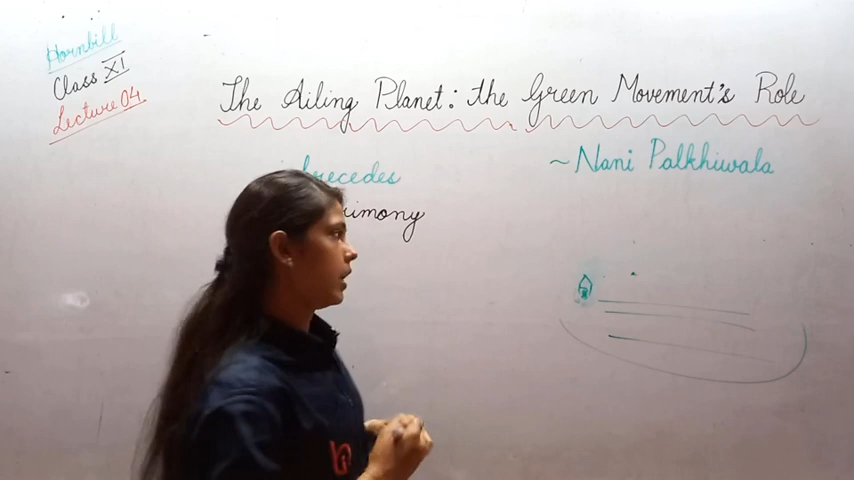 Hornbill
Class XI
Lecture 04
The Ailing Planet: the Green Movement's Role
~ Nani Palkhiwala